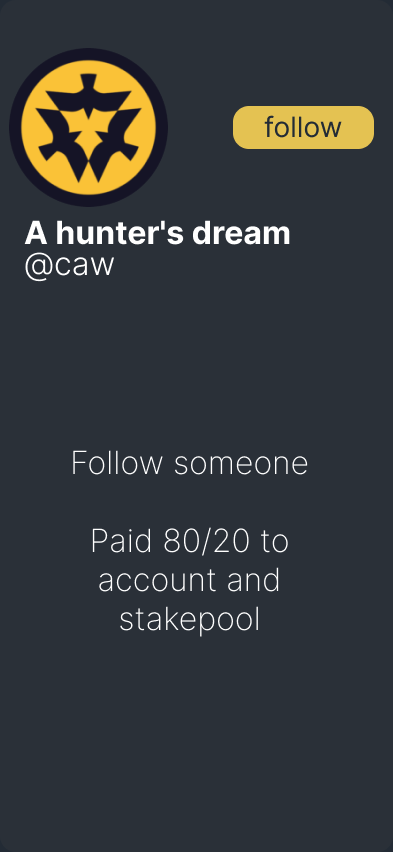 follow
A hunter's dream
@caw
Follow someone
Paid 80/20 to
account and
stakepool